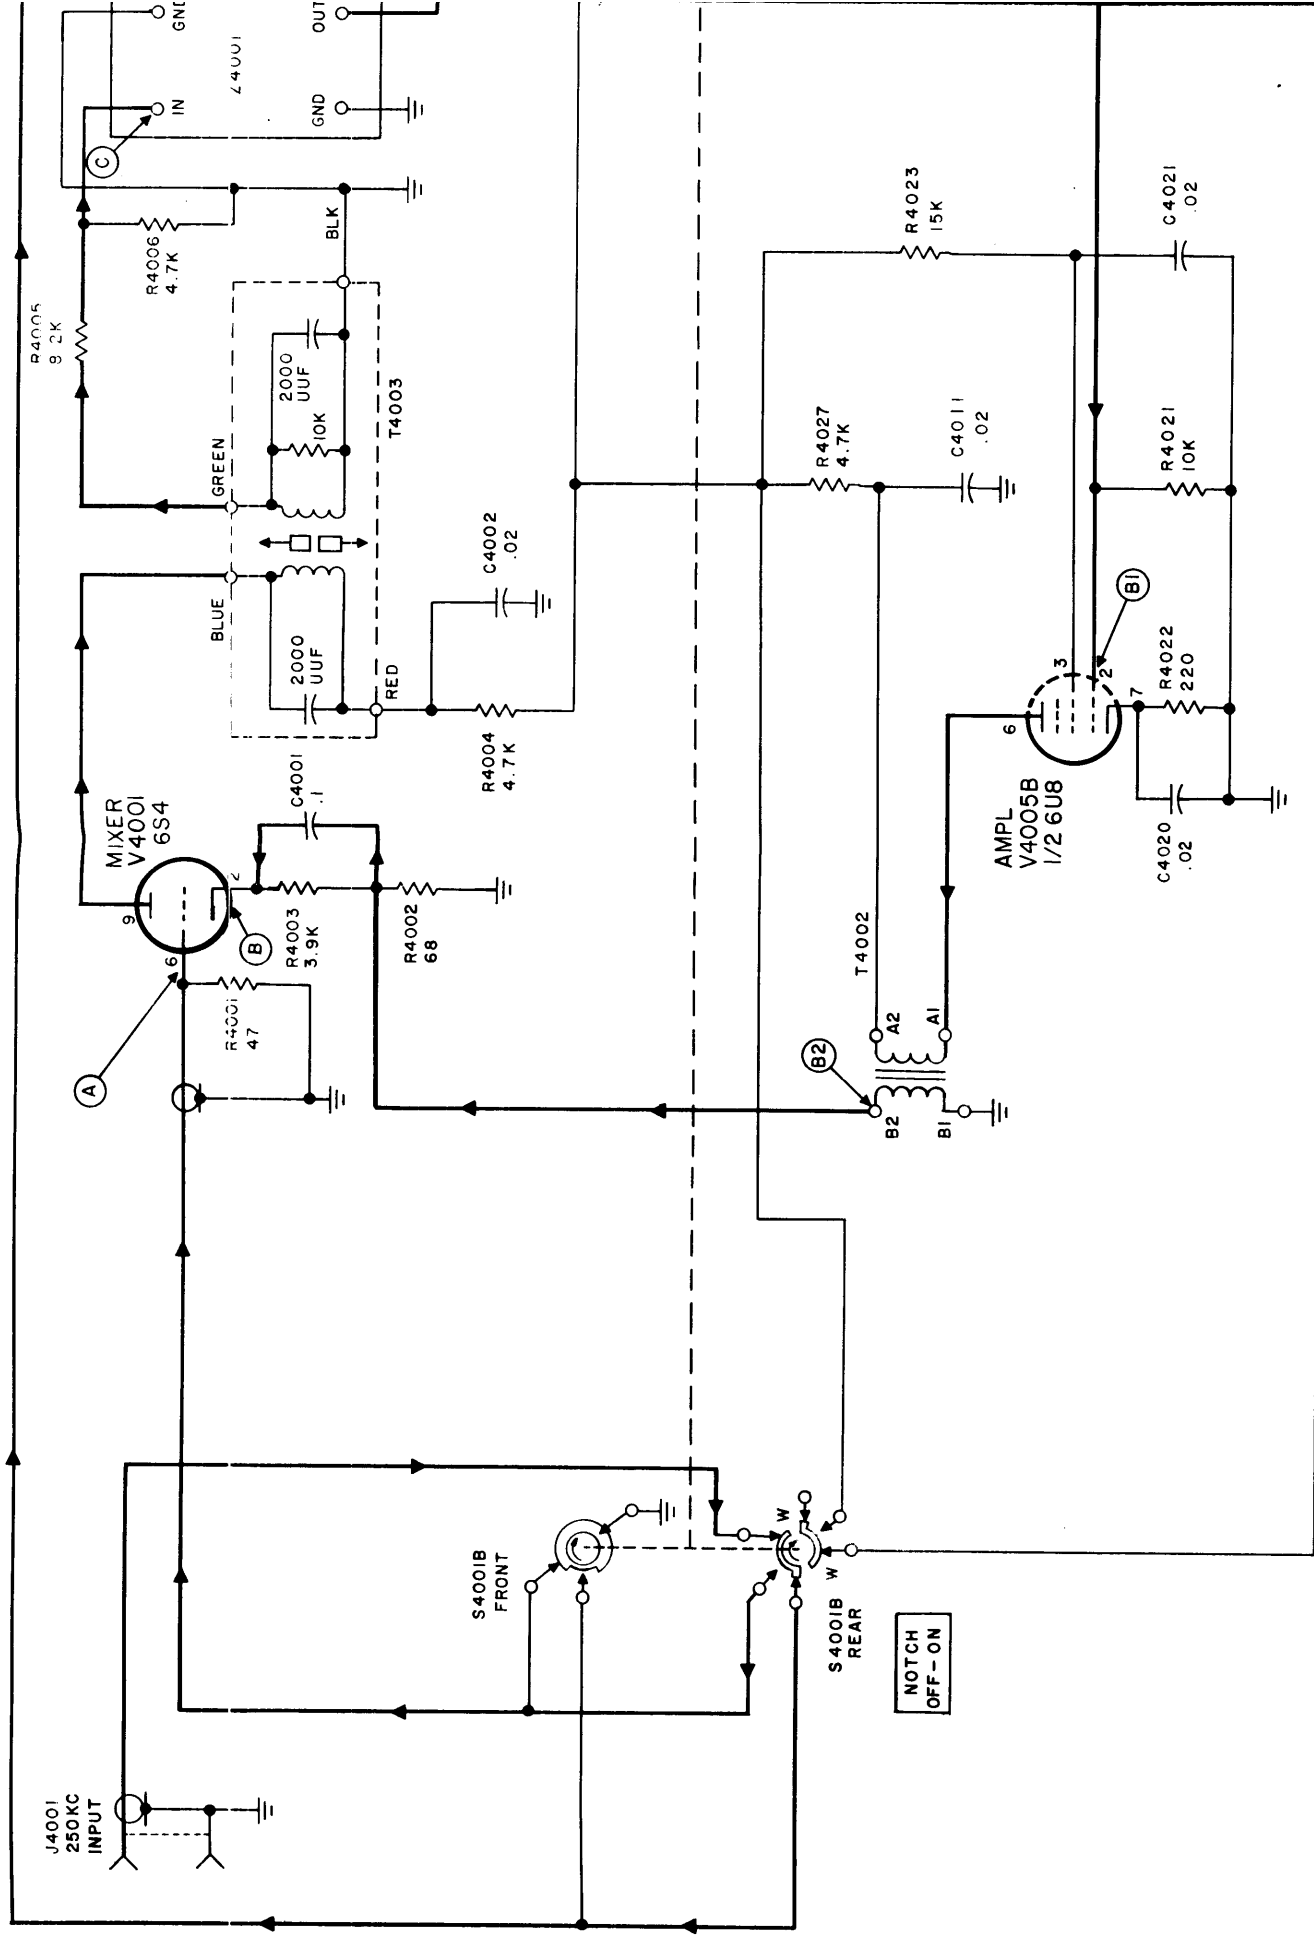 J4001
250KC
INPUT
R4005
8.2K
R4006
4.7K
C
GND
IN
OUT
GND
Z4001
MIXER
V4001
6S4
9
6
2
A
B
R4001
47
R4003
3.9K
R4002
68
C4001
.1
BLUE
GREEN
RED
BLK
2000
UUF
2000
UUF
10K
T4003
R4004
4.7K
C4002
.02
S4001B
FRONT
S4001B
REAR
W
W
NOTCH
OFF-ON
T4002
B2
B2
B1
A2
A1
R4027
4.7K
C4011
.02
R4023
15K
C4021
.02
R4021
10K
AMPL
V4005B
1/2 6U8
6
3
2
7
B1
R4022
220
C4020
.02